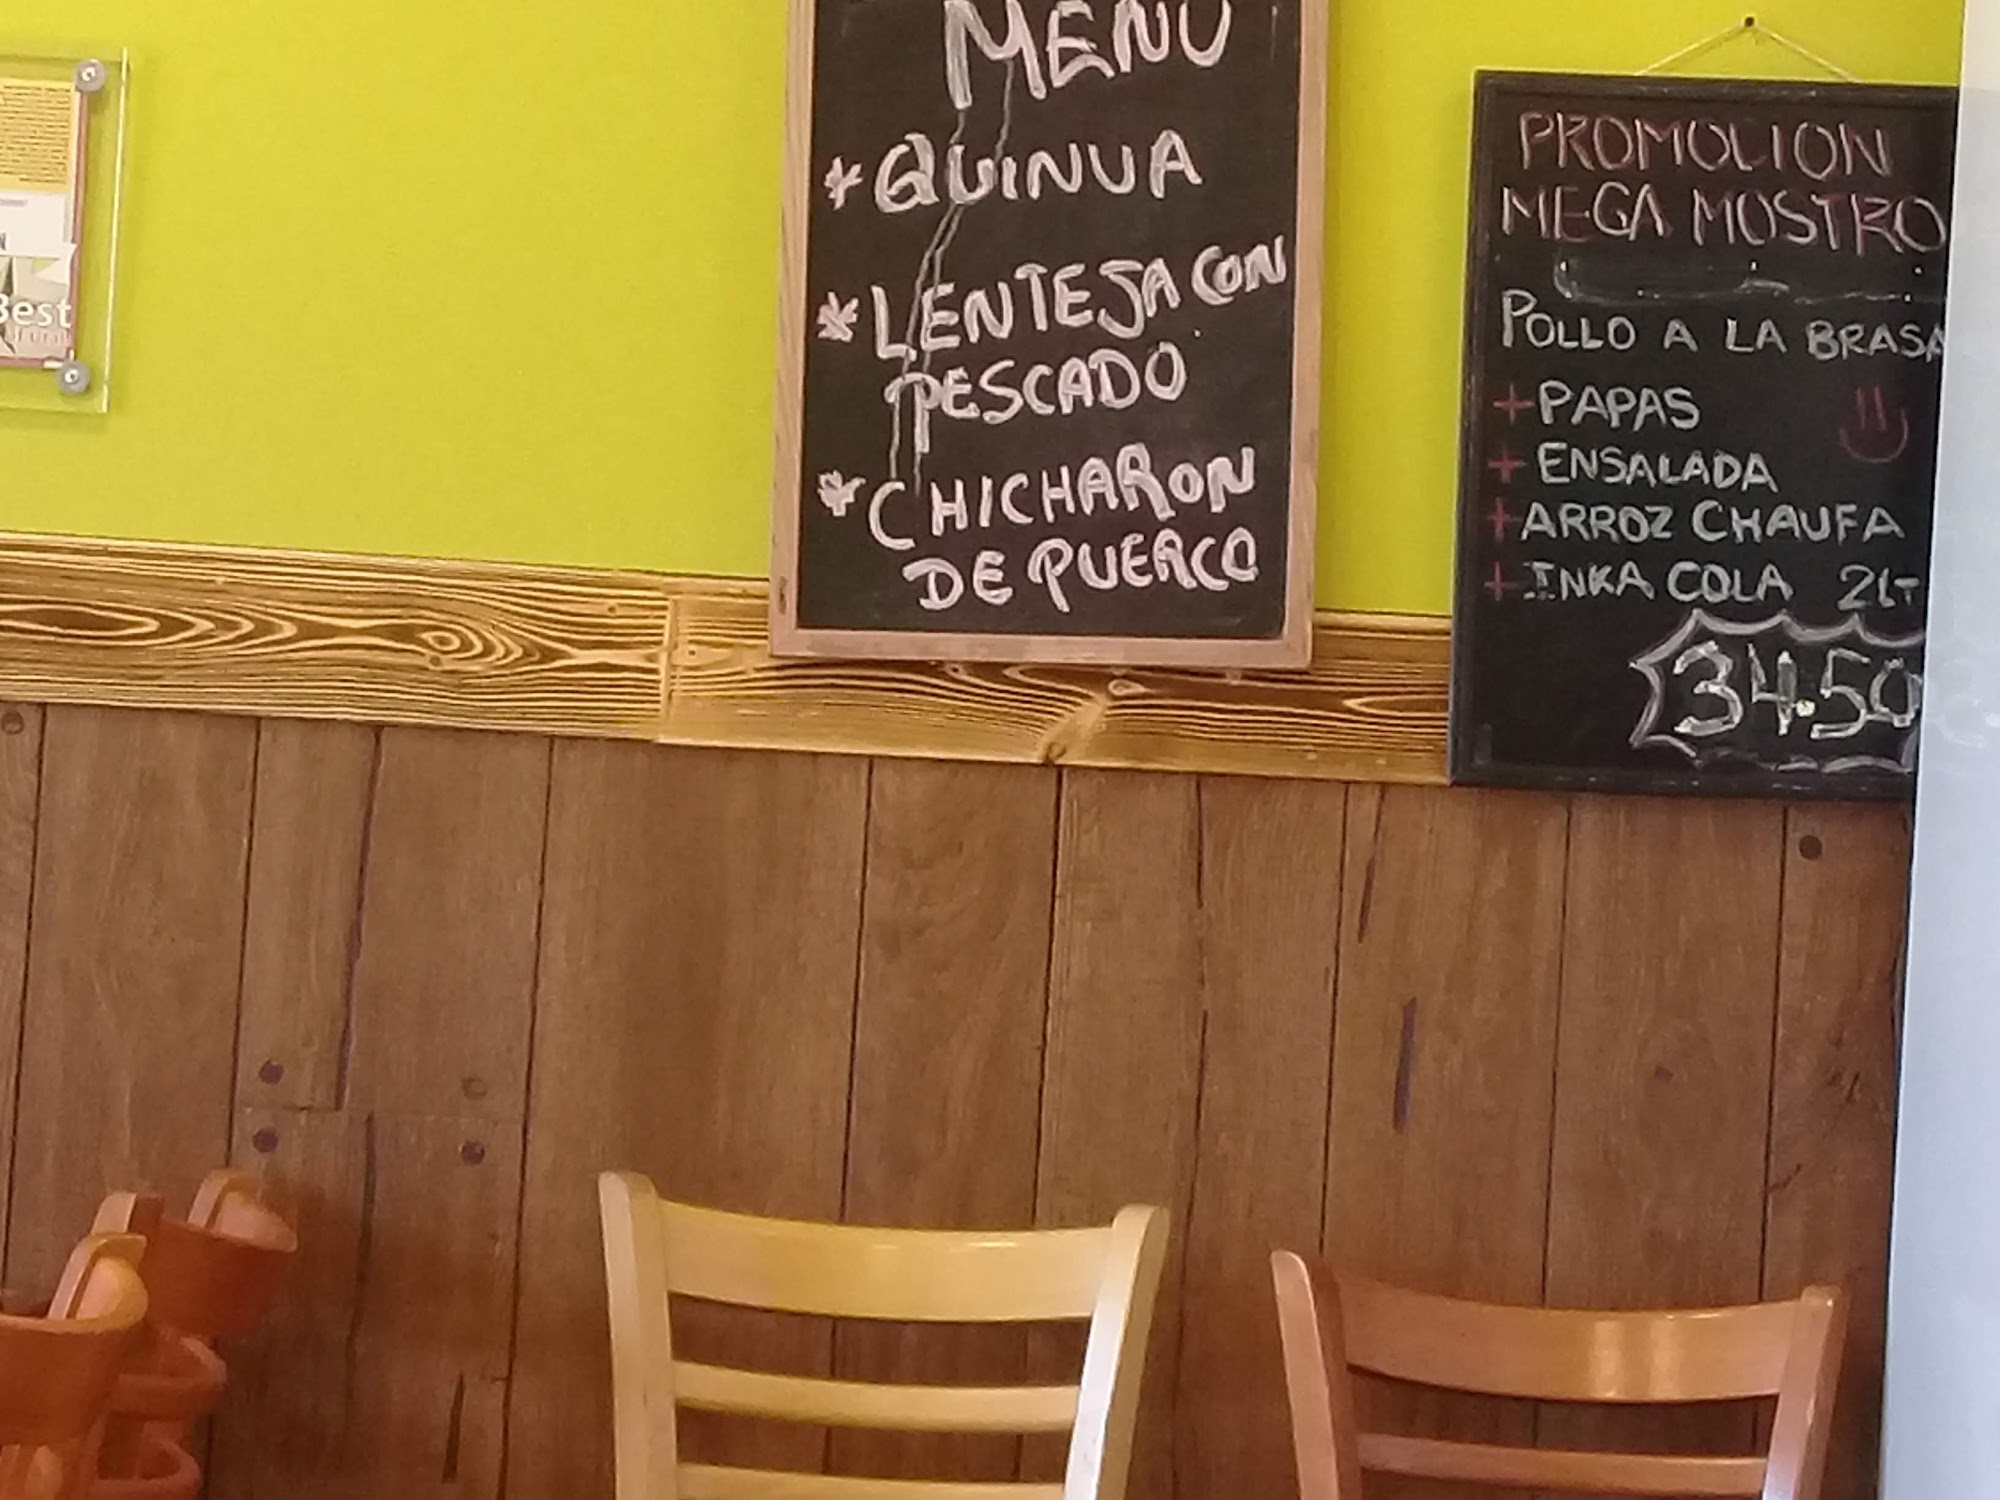 MENU
* QUINUA
* LENTEJA CON
PESCADO
* CHICHARON
DE PUERCO
PROMOCION
MEGA MOSTRO
POLLO A LA BRASA
+ PAPAS
+ ENSALADA
+ ARROZ CHAUFA
+ INKA COLA 2LT
34.50
Best